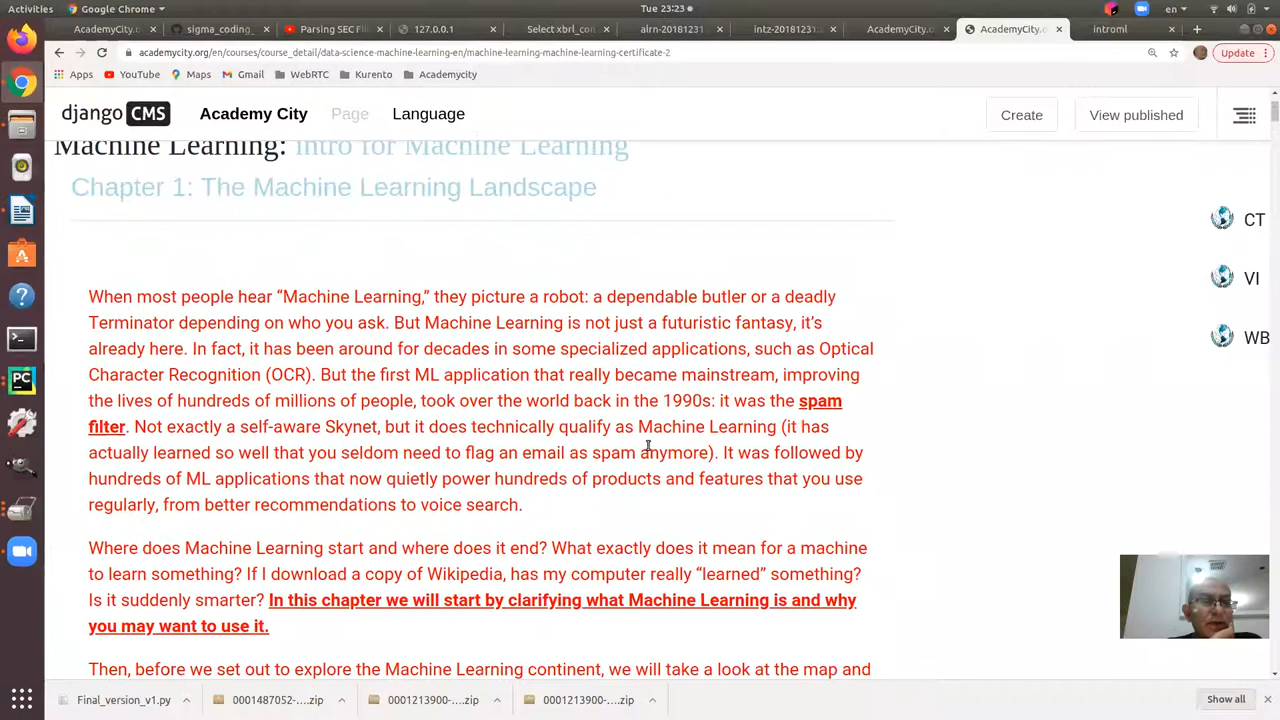 Activities
Google Chrome
Tue 23:23
en
AcademyCity.
sigma_coding_
Parsing SEC Fili
127.0.0.1
Select xbrl_con
alrn-20181231
intz-20181231.
AcademyCity.o
AcademyCity.o
introml
academycity.org/en/courses/course_detail/data-science-machine-learning-en/machine-learning-machine-learning-certificate-2
Update
Apps
YouTube
Maps
Gmail
WebRTC
Kurento
Academycity
django CMS
Academy City
Page
Language
Create
View published
Machine Learning: Intro for Machine Learning
Chapter 1: The Machine Learning Landscape
CT
VI
WB
When most people hear “Machine Learning,” they picture a robot: a dependable butler or a deadly
Terminator depending on who you ask. But Machine Learning is not just a futuristic fantasy, it’s
already here. In fact, it has been around for decades in some specialized applications, such as Optical
Character Recognition (OCR). But the first ML application that really became mainstream, improving
the lives of hundreds of millions of people, took over the world back in the 1990s: it was the spam
filter. Not exactly a self-aware Skynet, but it does technically qualify as Machine Learning (it has
actually learned so well that you seldom need to flag an email as spam anymore). It was followed by
hundreds of ML applications that now quietly power hundreds of products and features that you use
regularly, from better recommendations to voice search.
Where does Machine Learning start and where does it end? What exactly does it mean for a machine
to learn something? If I download a copy of Wikipedia, has my computer really “learned” something?
Is it suddenly smarter? In this chapter we will start by clarifying what Machine Learning is and why
you may want to use it.
Then, before we set out to explore the Machine Learning continent, we will take a look at the map and
Final_version_v1.py
0001487052-....zip
0001213900-....zip
0001213900-....zip
Show all